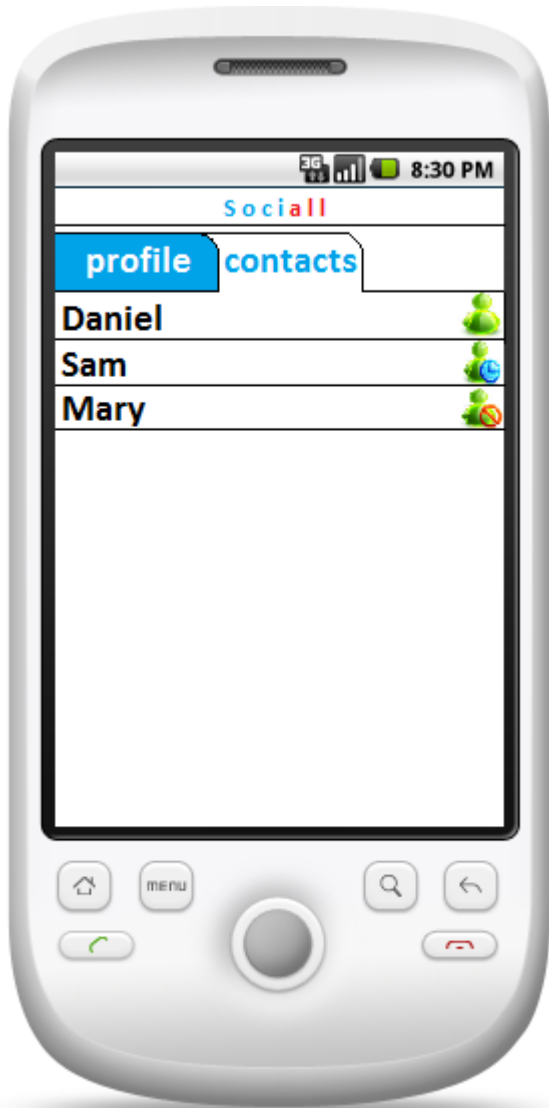 3G 8:30 PM
Sociall
profile contacts
Daniel
Sam
Mary
MENU